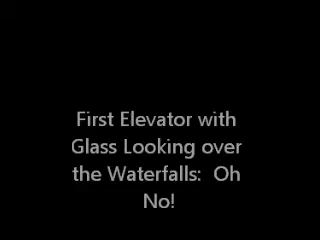 First Elevator with
Glass Looking over
the Waterfalls:  Oh
No!